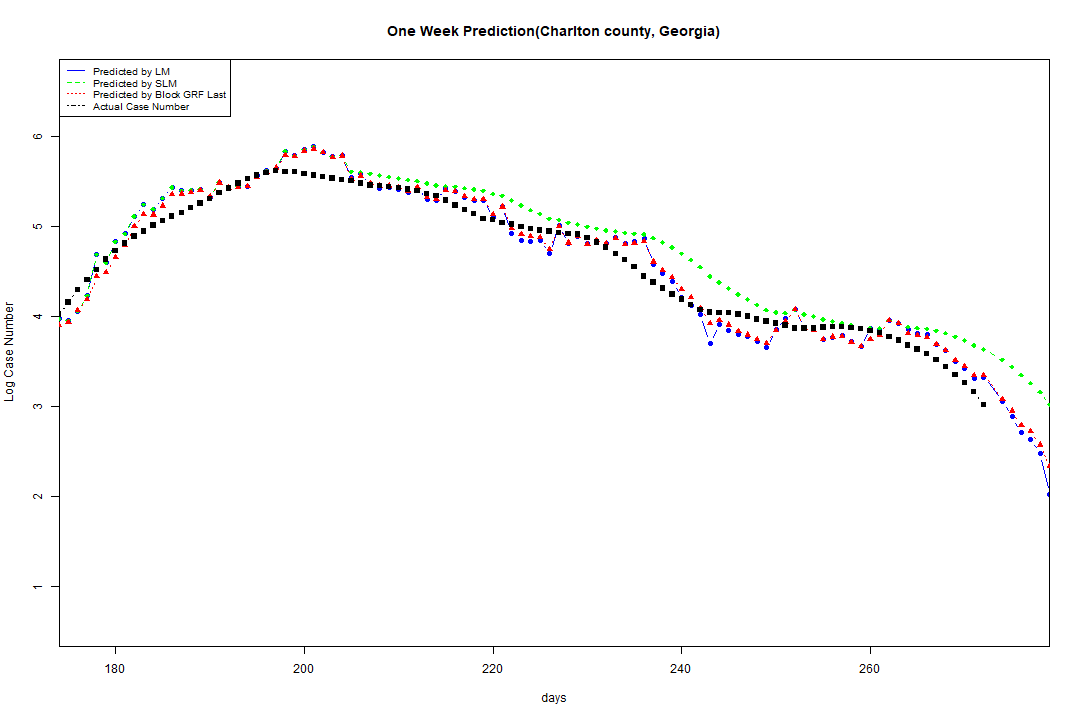 One Week Prediction(Charlton county, Georgia)
Predicted by LM
Predicted by SLM
Predicted by Block GRF Last
Actual Case Number
Log Case Number
6
5
4
3
2
1
180 200 220 240 260
days